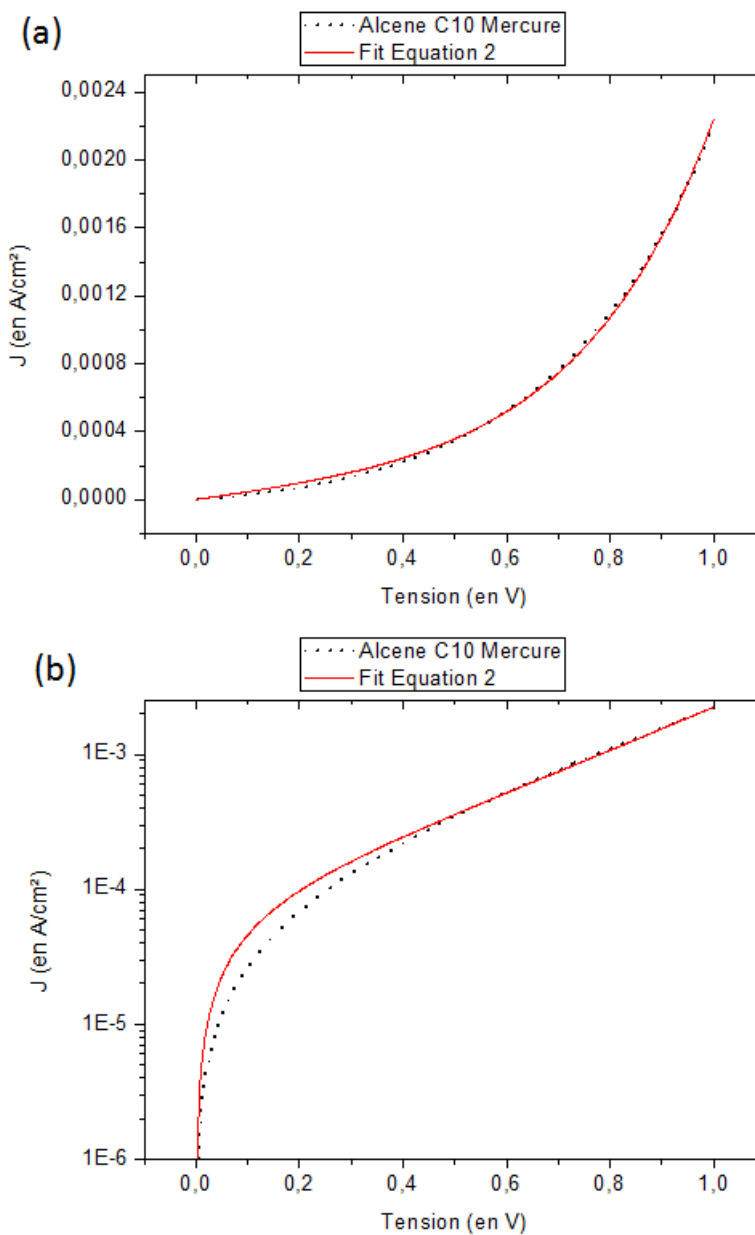 (a)
Alcene C10 Mercure
Fit Equation 2
0,0024
0,0020
0,0016
0,0012
0,0008
0,0004
0,0000
J (en A/cm²)
0,0 0,2 0,4 0,6 0,8 1,0
Tension (en V)
(b)
Alcene C10 Mercure
Fit Equation 2
1E-3
1E-4
1E-5
1E-6
J (en A/cm²)
0,0 0,2 0,4 0,6 0,8 1,0
Tension (en V)